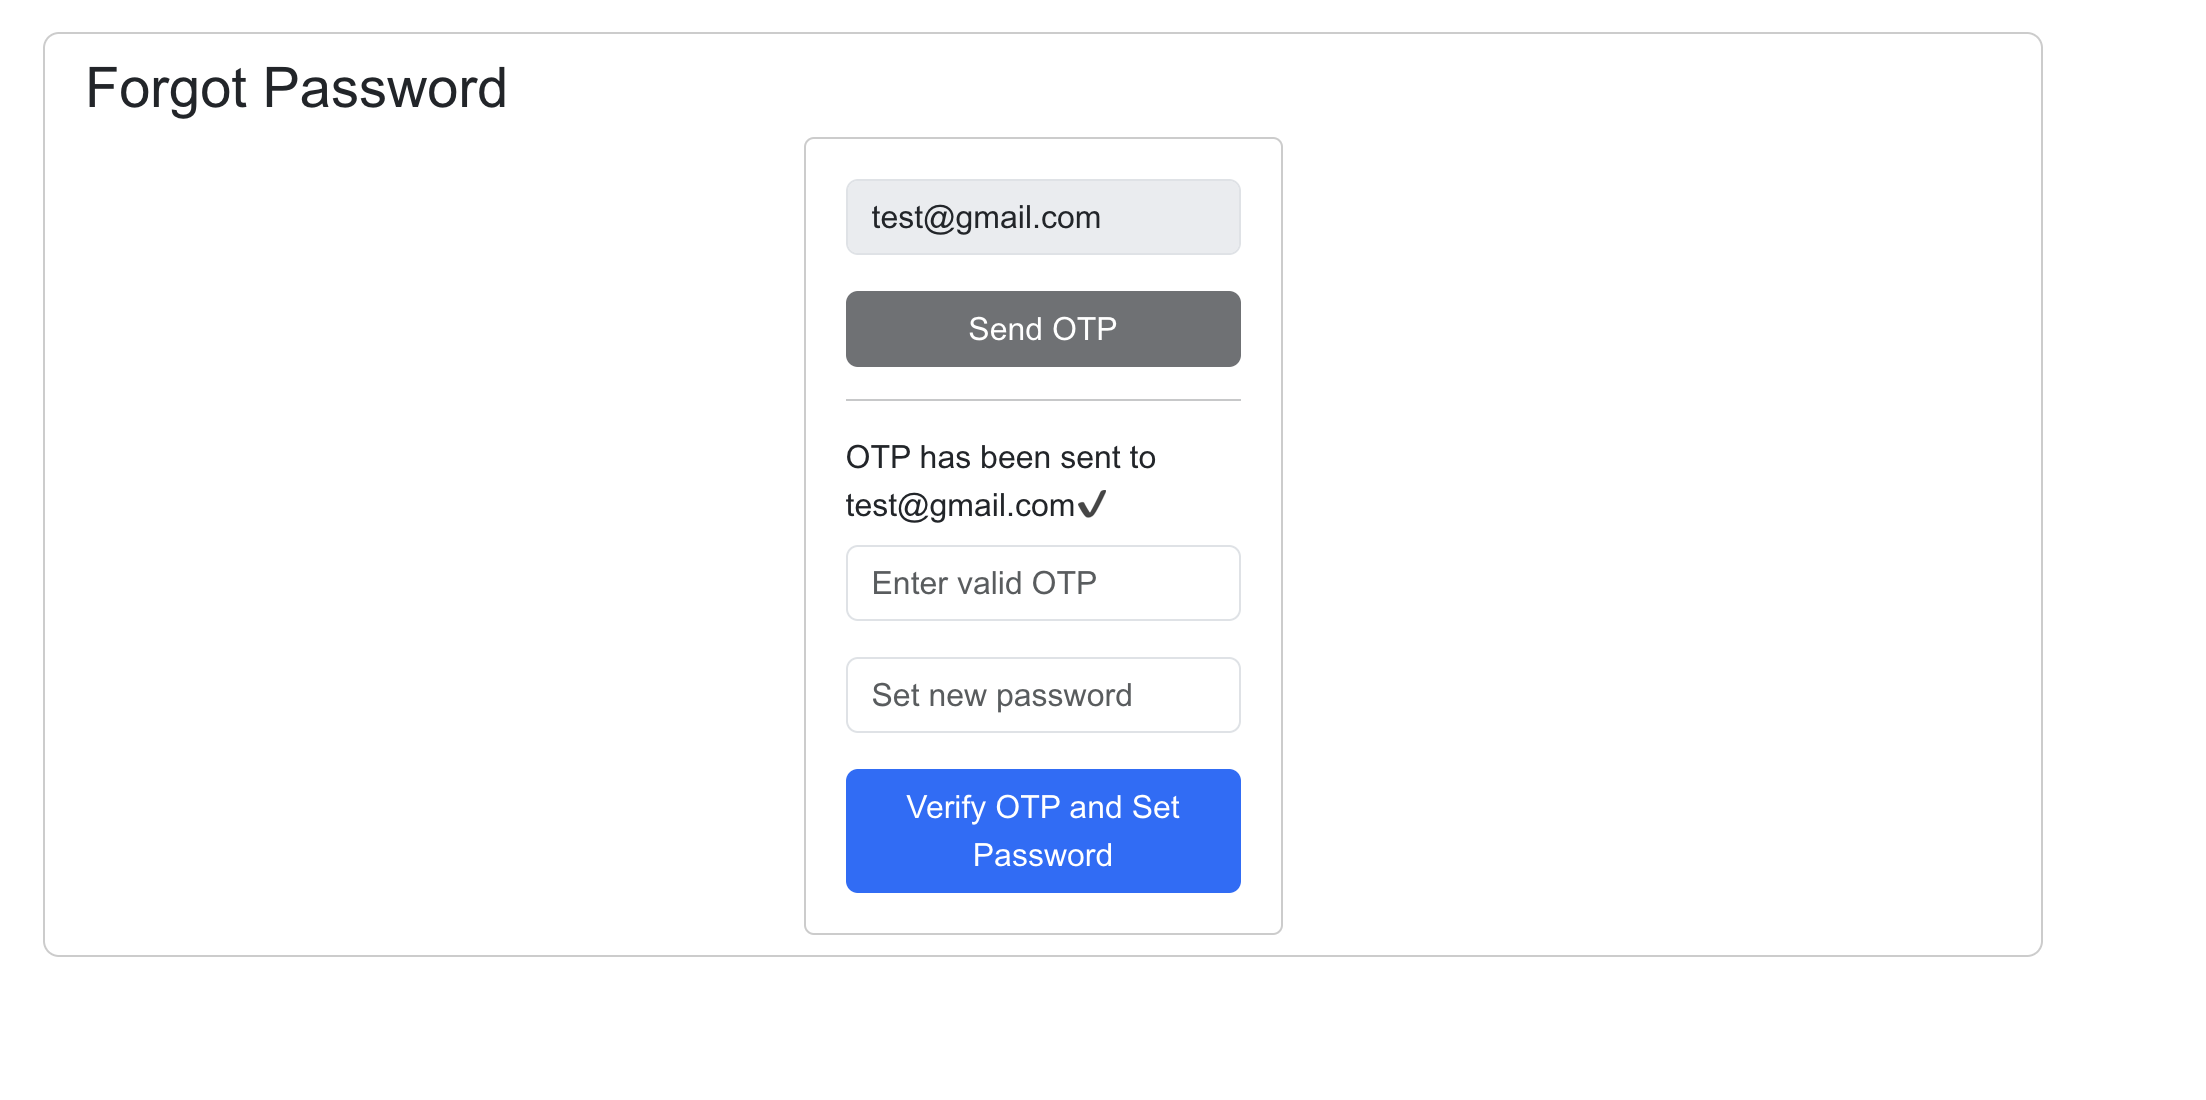 Forgot Password
test@gmail.com
Send OTP
OTP has been sent to
test@gmail.com✔
Enter valid OTP
Set new password
Verify OTP and Set
Password